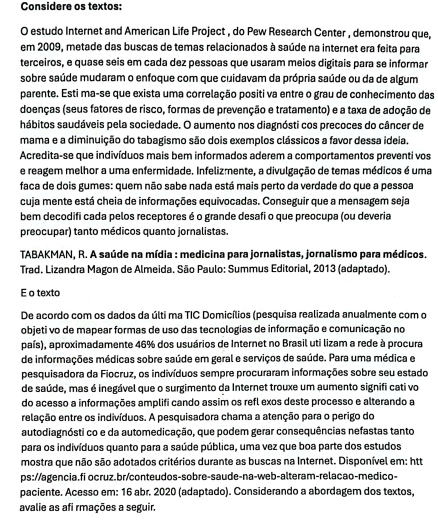 Considere os textos:
O estudo Internet and American Life Project , do Pew Research Center , demonstrou que,
em 2009, metade das buscas de temas relacionados à saúde na internet era feita para
terceiros, e quase seis em cada dez pessoas que usaram meios digitais para se informar
sobre saúde mudaram o enfoque com que cuidavam da própria saúde ou da de algum
parente. Esti ma-se que exista uma correlação positi va entre o grau de conhecimento das
doenças (seus fatores de risco, formas de prevenção e tratamento) e a taxa de adoção de
hábitos saudáveis pela sociedade. O aumento nos diagnósti cos precoces do câncer de
mama e a diminuição do tabagismo são dois exemplos clássicos a favor dessa ideia.
Acredita-se que indivíduos mais bem informados aderem a comportamentos preventi vos
e reagem melhor a uma enfermidade. Infelizmente, a divulgação de temas médicos é uma
faca de dois gumes: quem não sabe nada está mais perto da verdade do que a pessoa
cuja mente está cheia de informações equivocadas. Conseguir que a mensagem seja
bem decodifi cada pelos receptores é o grande desafi o que preocupa (ou deveria
preocupar) tanto médicos quanto jornalistas.
TABAKMAN, R. A saúde na mídia : medicina para jornalistas, jornalismo para médicos.
Trad. Lizandra Magon de Almeida. São Paulo: Summus Editorial, 2013 (adaptado).
E o texto
De acordo com os dados da últi ma TIC Domicílios (pesquisa realizada anualmente com o
objeti vo de mapear formas de uso das tecnologias de informação e comunicação no
país), aproximadamente 46% dos usuários de Internet no Brasil uti lizam a rede à procura
de informações médicas sobre saúde em geral e serviços de saúde. Para uma médica e
pesquisadora da Fiocruz, os indivíduos sempre procuraram informações sobre seu estado
de saúde, mas é inegável que o surgimento da Internet trouxe um aumento signifi cati vo
do acesso a informações amplifi cando assim os refl exos deste processo e alterando a
relação entre os indivíduos. A pesquisadora chama a atenção para o perigo do
autodiagnósti co e da automedicação, que podem gerar consequências nefastas tanto
para os indivíduos quanto para a saúde pública, uma vez que boa parte dos estudos
mostra que não são adotados critérios durante as buscas na Internet. Disponível em: htt
ps://agencia.fi ocruz.br/conteudos-sobre-saude-na-web-alteram-relacao-medico-
paciente. Acesso em: 16 abr. 2020 (adaptado). Considerando a abordagem dos textos,
avalie as afi rmações a seguir.